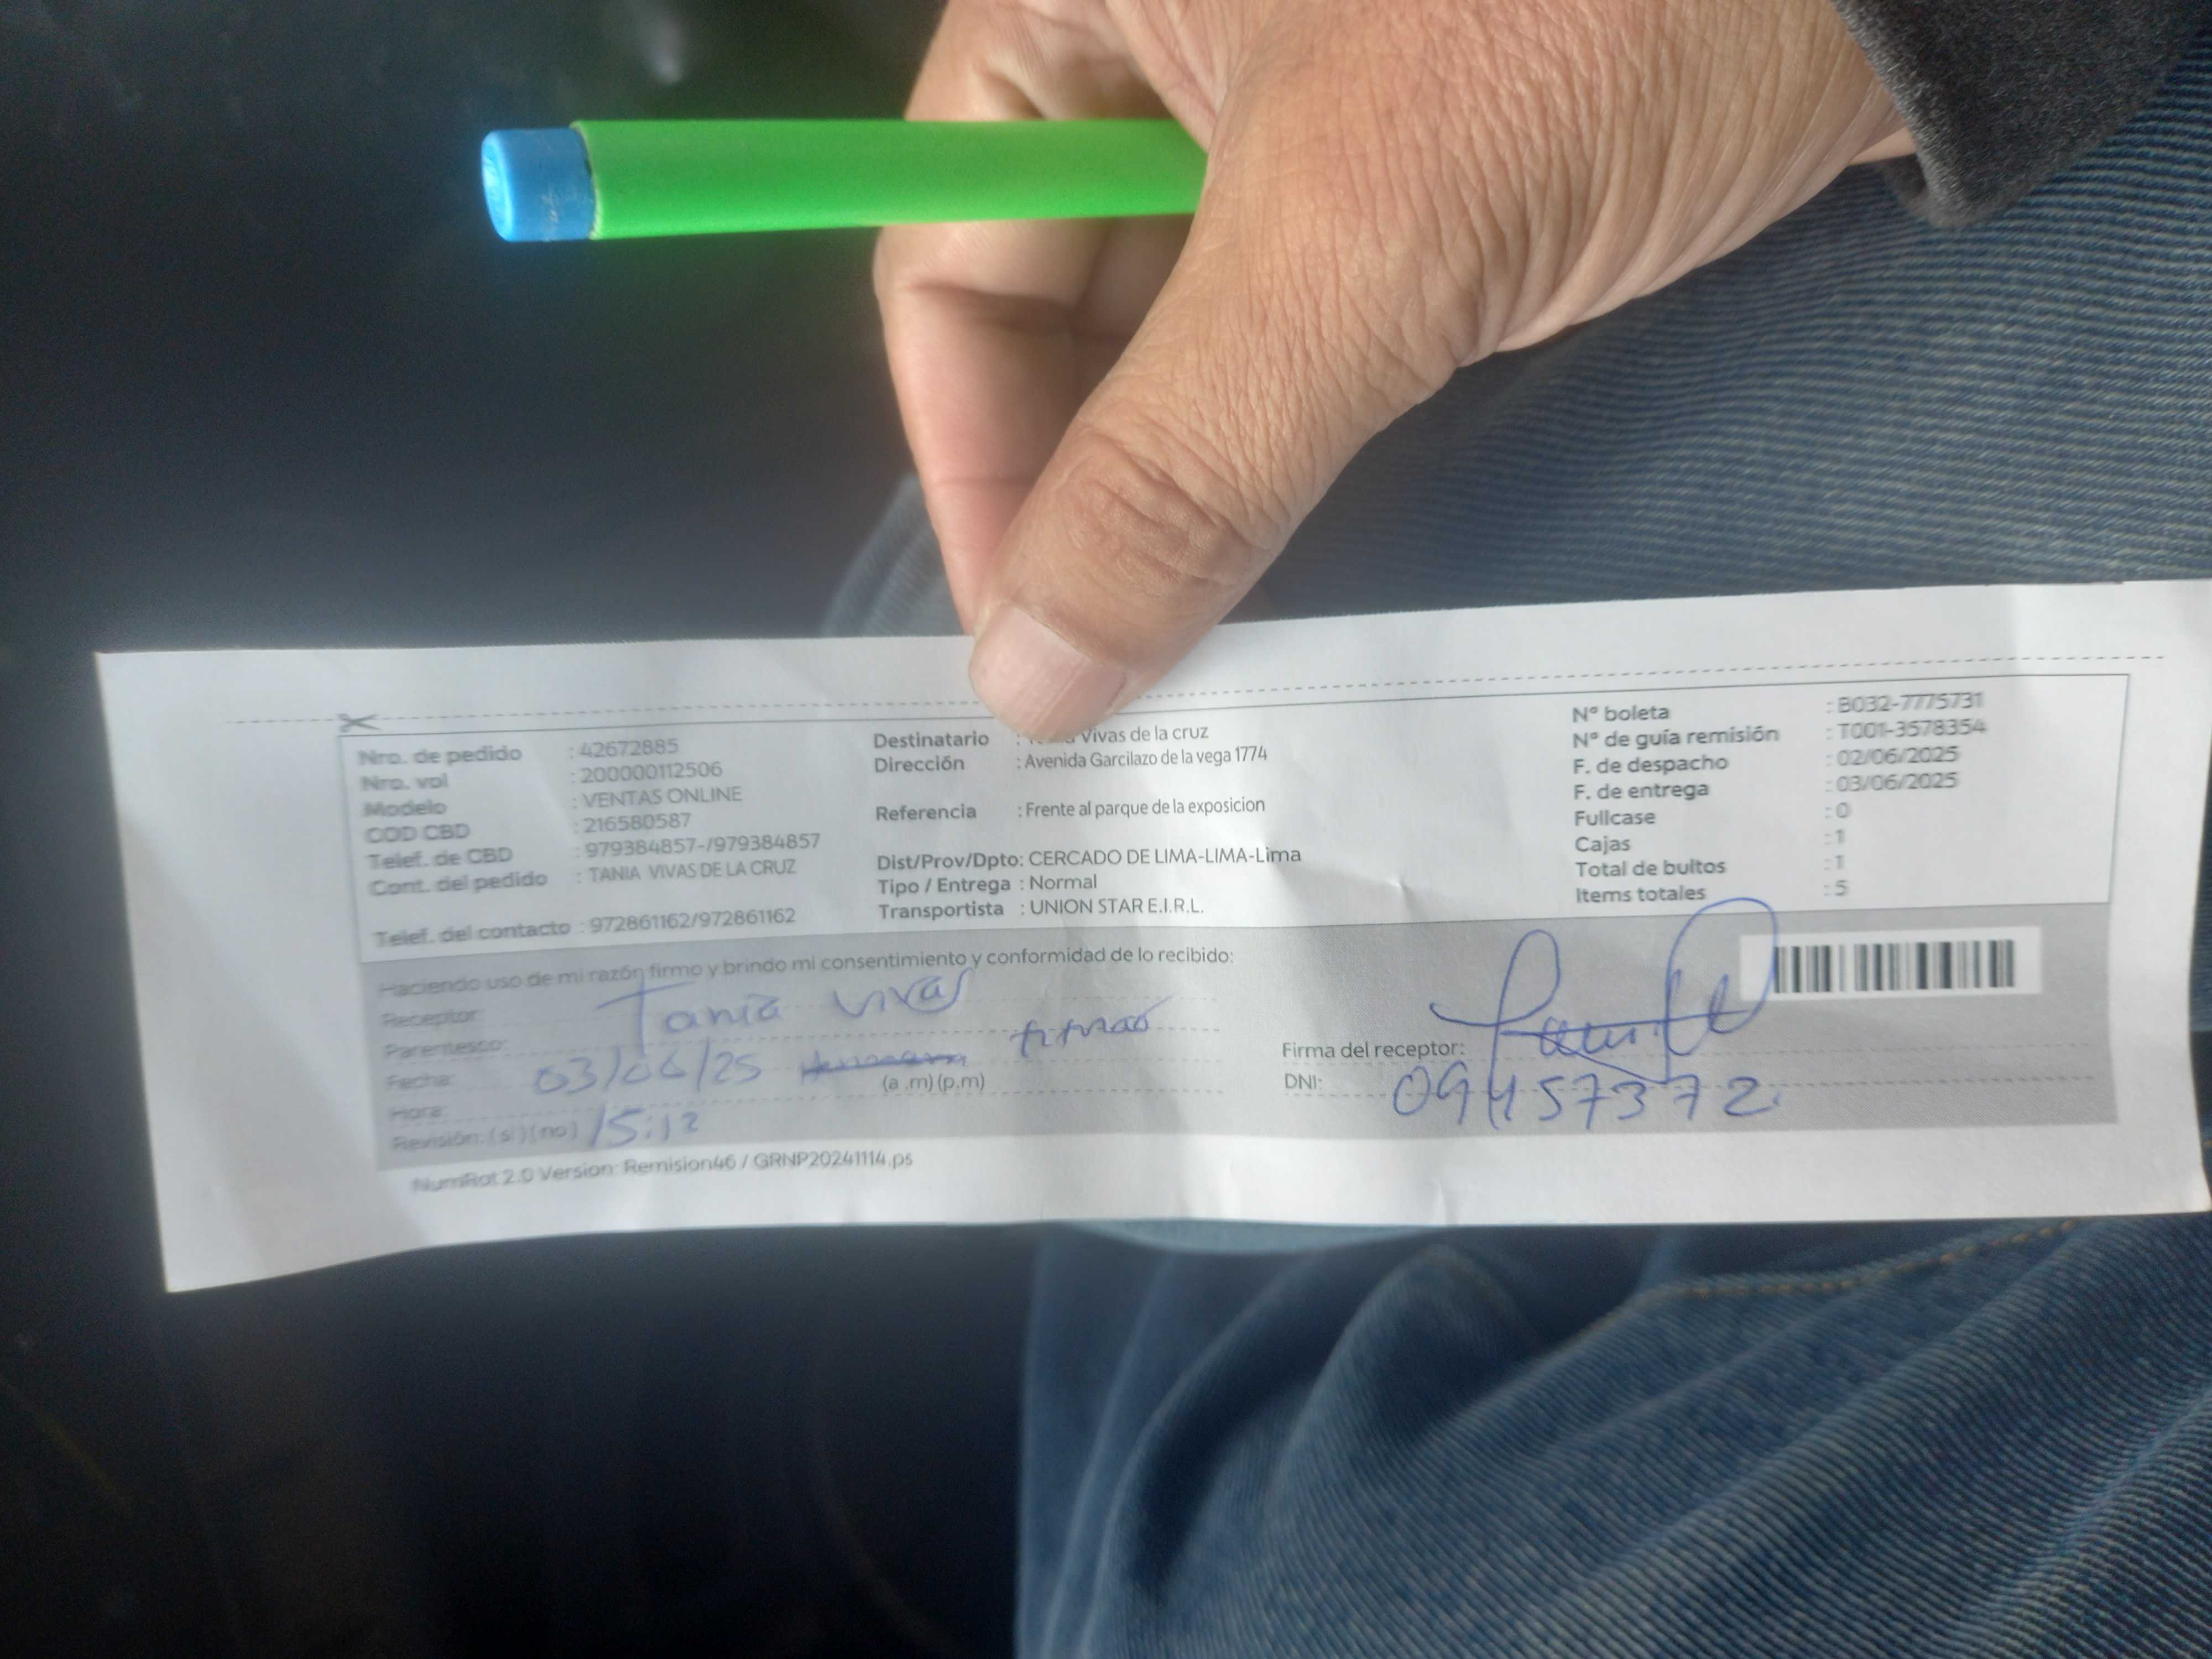 Nro. de pedido : 42672885
Nro. vol : 200000112506
Modelo : VENTAS ONLINE
COD CBD : 216580587
Telef. de CBD : 979384857-/979384857
Cont. del pedido : TANIA VIVAS DE LA CRUZ
Telef. del contacto : 972861162/972861162
Destinatario : Vivas de la cruz
Dirección : Avenida Garcilazo de la vega 1774
Referencia : Frente al parque de la exposicion
Dist/Prov/Dpto: CERCADO DE LIMA-LIMA-Lima
Tipo / Entrega : Normal
Transportista : UNION STAR E.I.R.L.
Nº boleta : B032-7775731
Nº de guía remisión : T001-3578354
F. de despacho : 02/06/2025
F. de entrega : 03/06/2025
Fullcase : 0
Cajas : 1
Total de bultos : 1
Items totales : 5
Haciendo uso de mi razón firmo y brindo mi consentimiento y conformidad de lo recibido:
Receptor: Tania Vivas
Parentesco:
Fecha: 03/06/25
(a .m) (p.m)
Hora:
Revisión: ( si ) ( no ) 15:12
Firma del receptor:
DNI: 09457372
NumRot 2.0 Version: Remision46 / GRNP20241114.ps